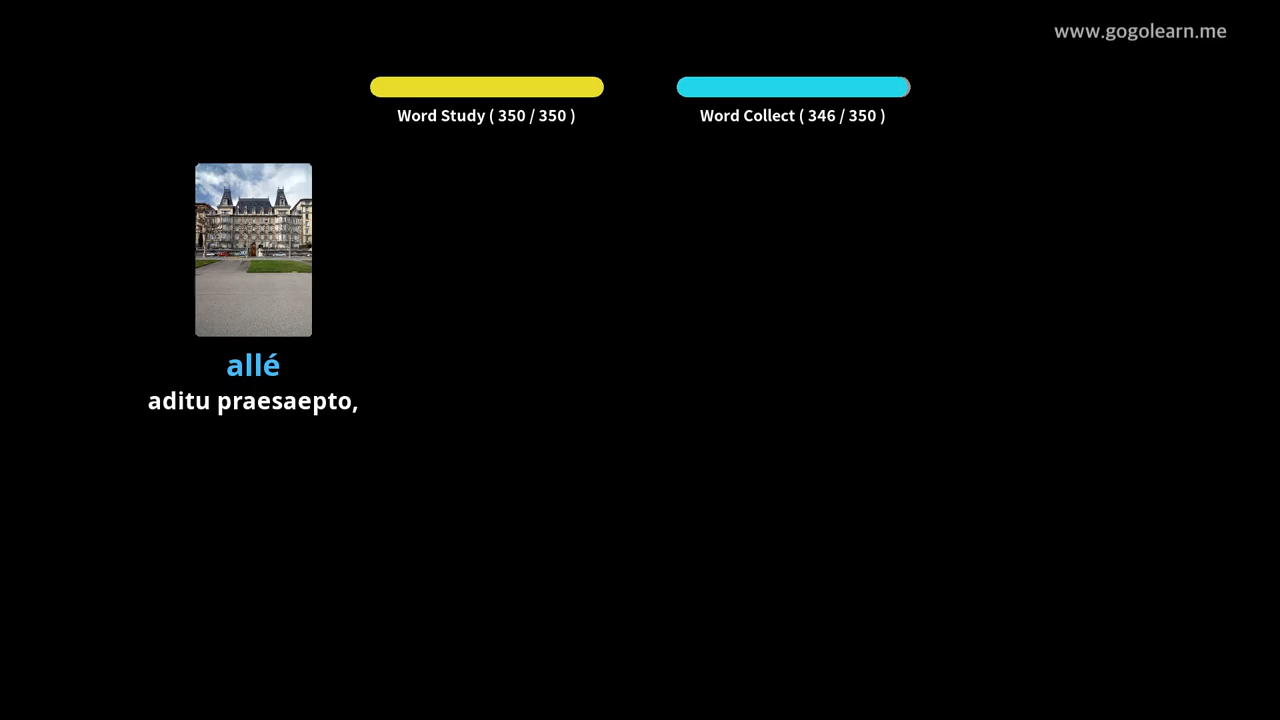 www.gogolearn.me
Word Study ( 350 / 350 )
Word Collect ( 346 / 350 )
allé
aditu praesaepto,